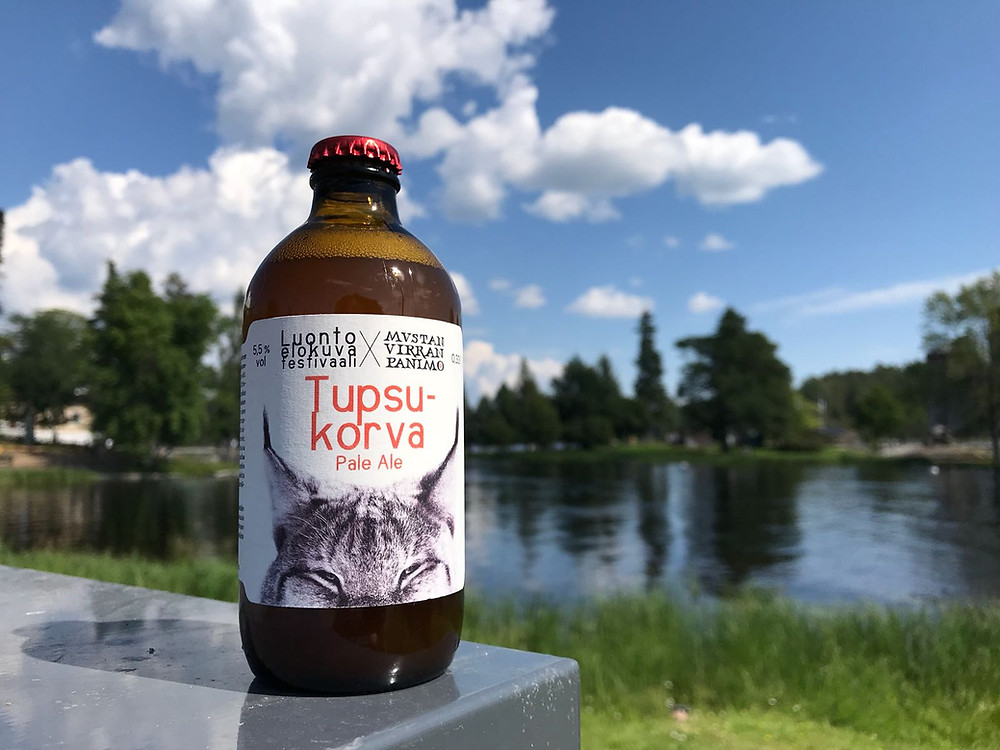 5,5 %
vol
Luonto
elokuva
festivaali
X
MVSTAN
VIRRAN
PANIMO
Tupsu-
korva
Pale Ale